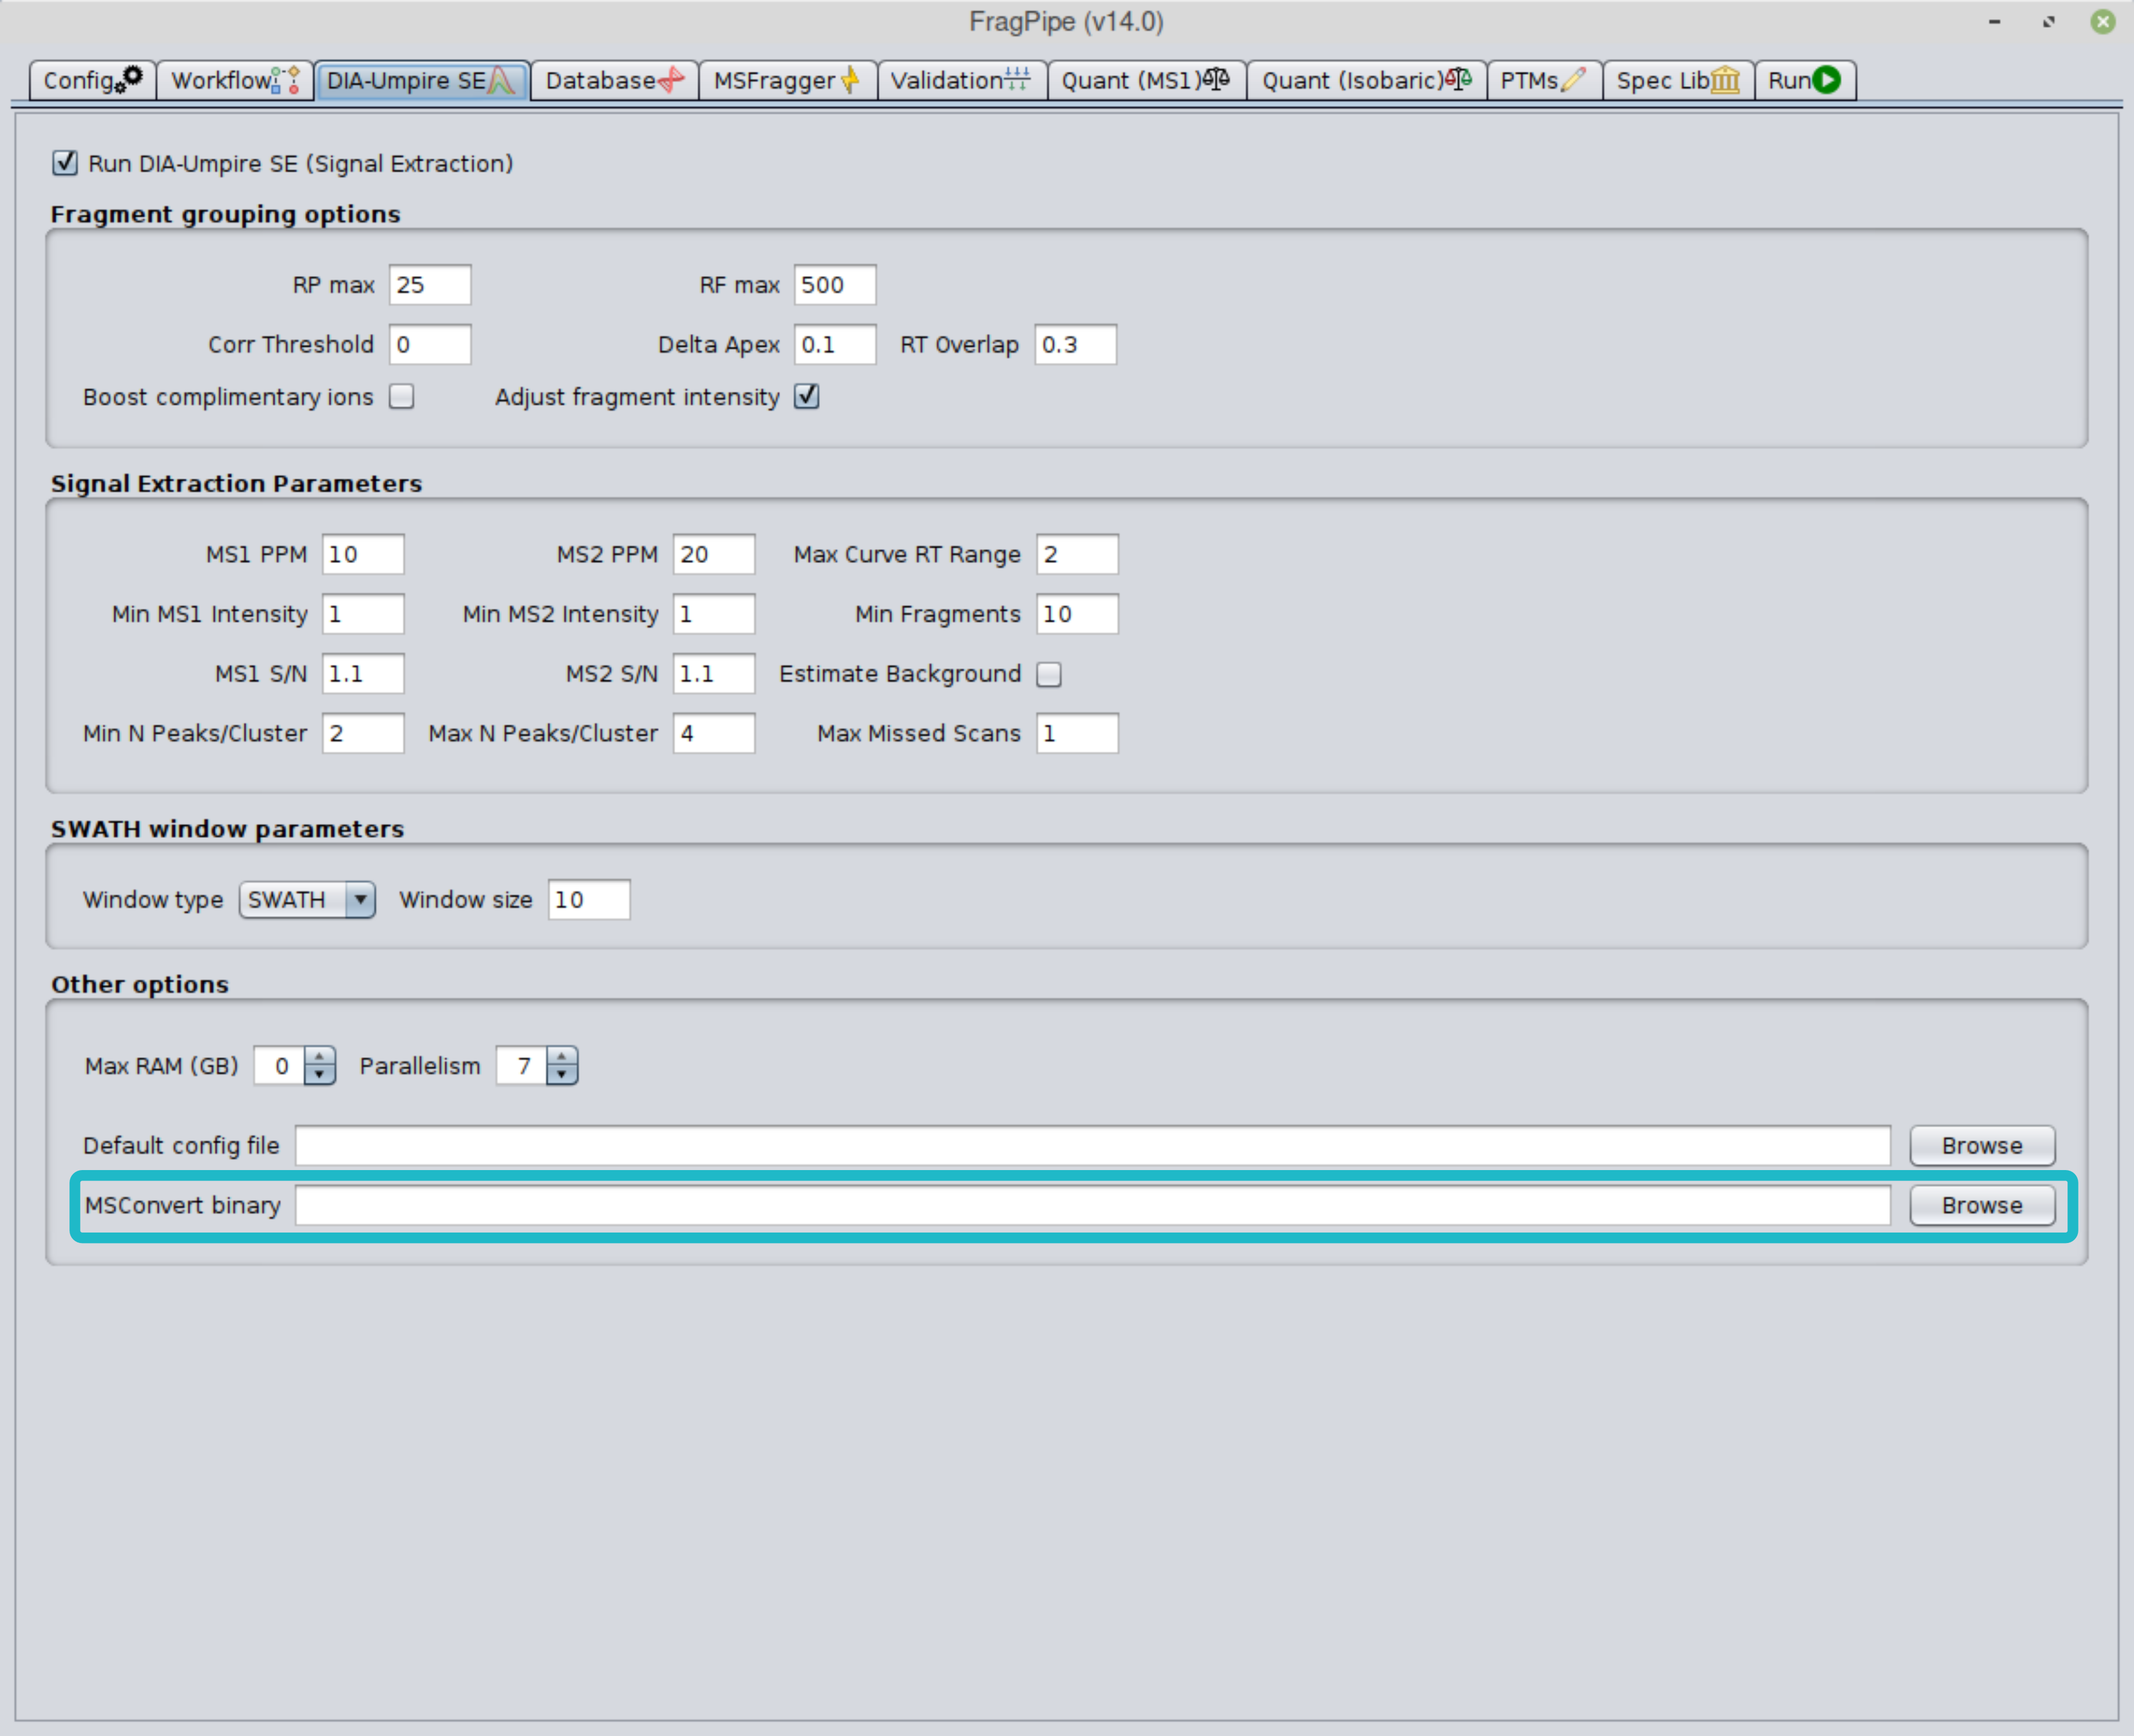 FragPipe (v14.0)
Config Workflow DIA-Umpire SE Database MSFragger Validation Quant (MS1) Quant (Isobaric) PTMs Spec Lib Run
Run DIA-Umpire SE (Signal Extraction)
Fragment grouping options
RP max 25 RF max 500
Corr Threshold 0 Delta Apex 0.1 RT Overlap 0.3
Boost complimentary ions Adjust fragment intensity
Signal Extraction Parameters
MS1 PPM 10 MS2 PPM 20 Max Curve RT Range 2
Min MS1 Intensity 1 Min MS2 Intensity 1 Min Fragments 10
MS1 S/N 1.1 MS2 S/N 1.1 Estimate Background
Min N Peaks/Cluster 2 Max N Peaks/Cluster 4 Max Missed Scans 1
SWATH window parameters
Window type SWATH Window size 10
Other options
Max RAM (GB) 0 Parallelism 7
Default config file Browse
MSConvert binary Browse